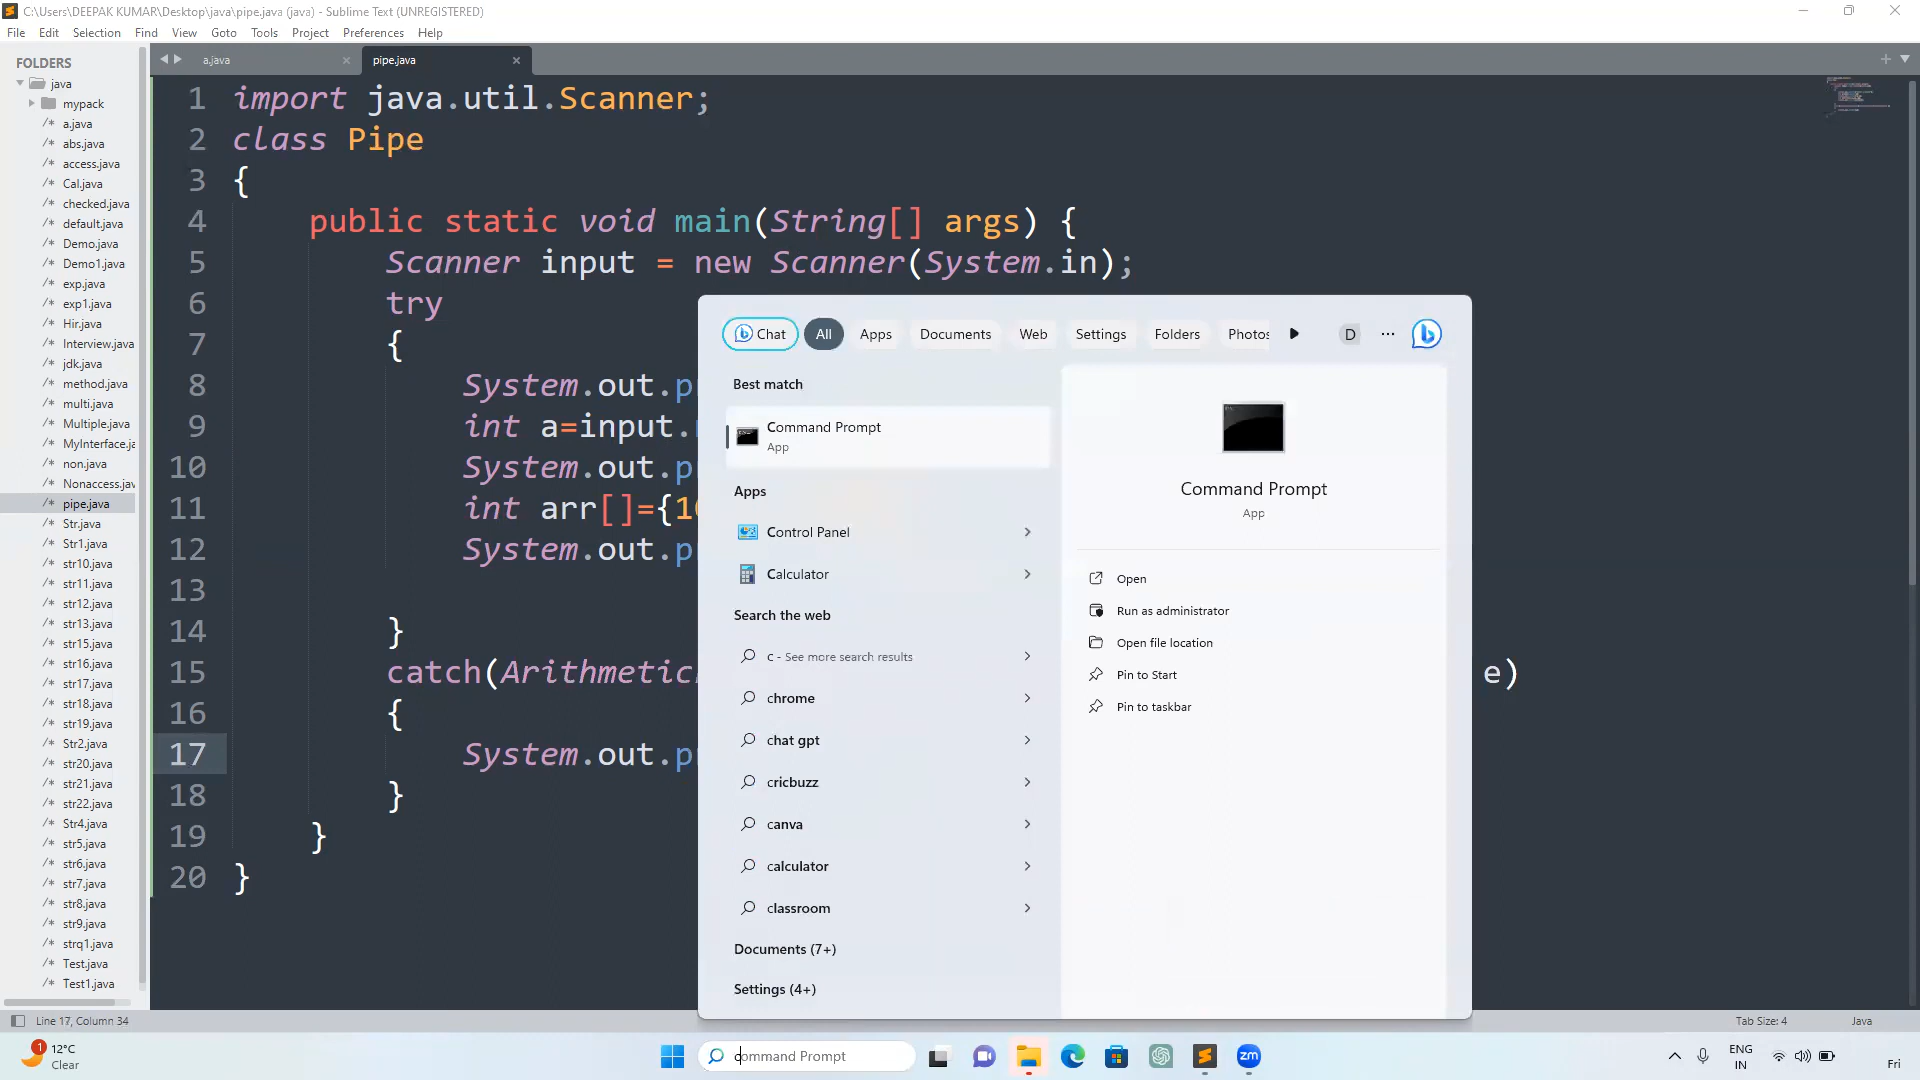 C:\Users\DEEPAK KUMAR\Desktop\java\pipe.java (java) - Sublime Text (UNREGISTERED)
File Edit Selection Find View Goto Tools Project Preferences Help
FOLDERS
java
mypack
/* a.java
/* abs.java
/* access.java
/* Cal.java
/* checked.java
/* default.java
/* Demo.java
/* Demo1.java
/* exp.java
/* exp1.java
/* Hir.java
/* Interview.java
/* jdk.java
/* method.java
/* multi.java
/* Multiple.java
/* MyInterface.ja
/* non.java
/* Nonaccess.jav
/* pipe.java
/* Str.java
/* Str1.java
/* str10.java
/* str11.java
/* str12.java
/* str13.java
/* str15.java
/* str16.java
/* str17.java
/* str18.java
/* str19.java
/* Str2.java
/* str20.java
/* str21.java
/* str22.java
/* Str4.java
/* str5.java
/* str6.java
/* str7.java
/* str8.java
/* str9.java
/* strq1.java
/* Test.java
/* Test1.java
a.java
pipe.java
1 import java.util.Scanner;
2 class Pipe
3 {
4 public static void main(String[] args) {
5 Scanner input = new Scanner(System.in);
6 try
7 {
8 System.out.p
9 int a=input.
10 System.out.p
11 int arr[]={1
12 System.out.p
13
14 }
15 catch(Arithmetic e)
16 {
17 System.out.p
18 }
19 }
20 }
Chat All Apps Documents Web Settings Folders Photos D ...
Best match
Command Prompt
App
Apps
Control Panel
Calculator
Search the web
c - See more search results
chrome
chat gpt
cricbuzz
canva
calculator
classroom
Documents (7+)
Settings (4+)
Command Prompt
App
Open
Run as administrator
Open file location
Pin to Start
Pin to taskbar
Line 17, Column 34
Tab Size: 4
Java
1
12°C
Clear
command Prompt
zm
ENG
IN
Fri